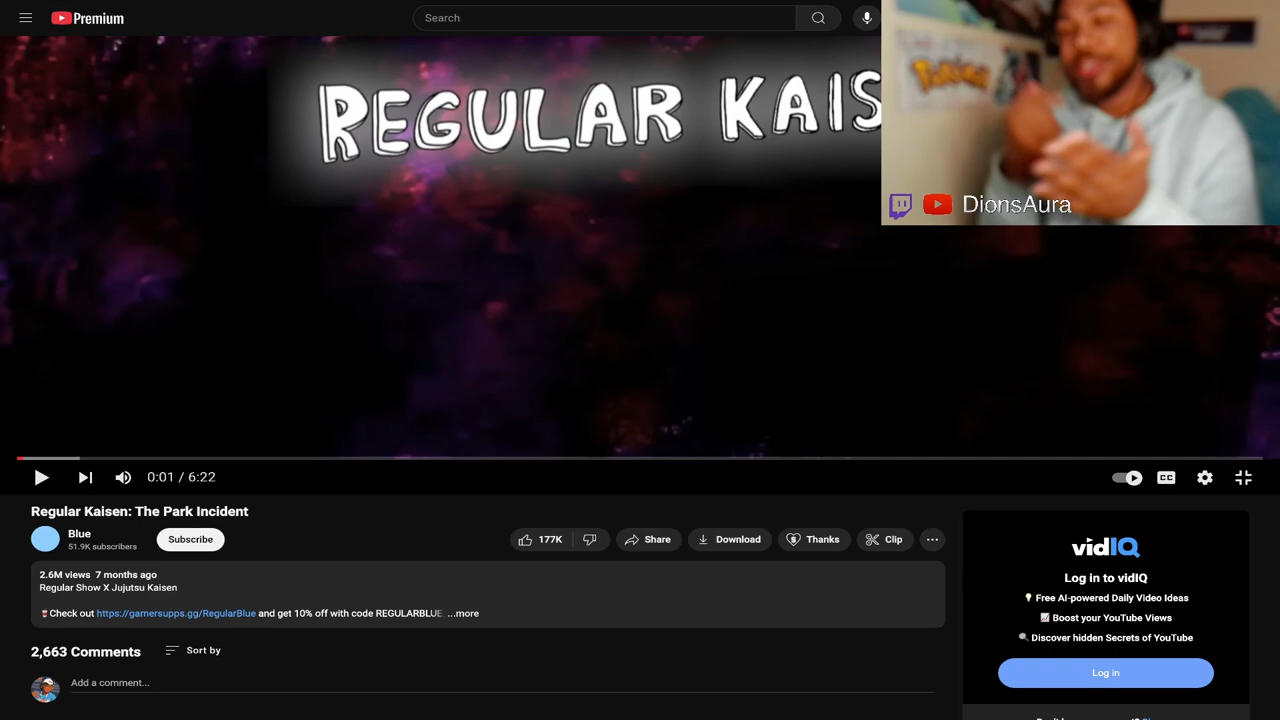 Premium
Search
REGULAR KAIS
DionsAura
0:01 / 6:22
CC
Regular Kaisen: The Park Incident
Blue
51.9K subscribers
Subscribe
177K
Share
Download
Thanks
Clip
...
2.6M views 7 months ago
Regular Show X Jujutsu Kaisen
Check out https://gamersupps.gg/RegularBlue and get 10% off with code REGULARBLUE ...more
2,663 Comments
Sort by
Add a comment...
vidIQ
Log in to vidIQ
Free AI-powered Daily Video Ideas
Boost your YouTube Views
Discover hidden Secrets of YouTube
Log in